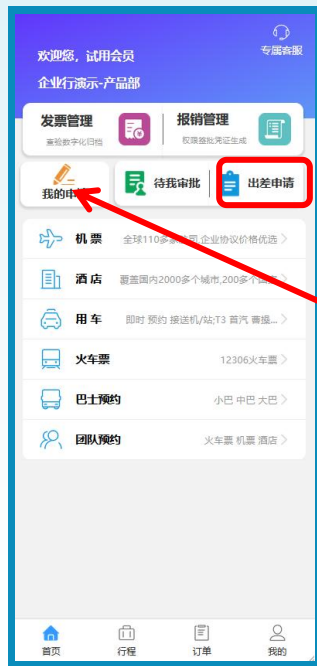 欢迎您，试用会员
专属客服
企业行演示-产品部
发票管理
查验数字化归档
报销管理
权限签批凭证生成
我的申
待我审批
出差申请
机票 全球110多 司,企业协议价格优选
酒店 覆盖国内2000多个城市,200多个国
用车 即时 预约 接送机/站;T3 首汽 曹操...
火车票 12306火车票
巴士预约 小巴 中巴 大巴
团队预约 火车票 机票 酒店
首页 行程 订单 我的